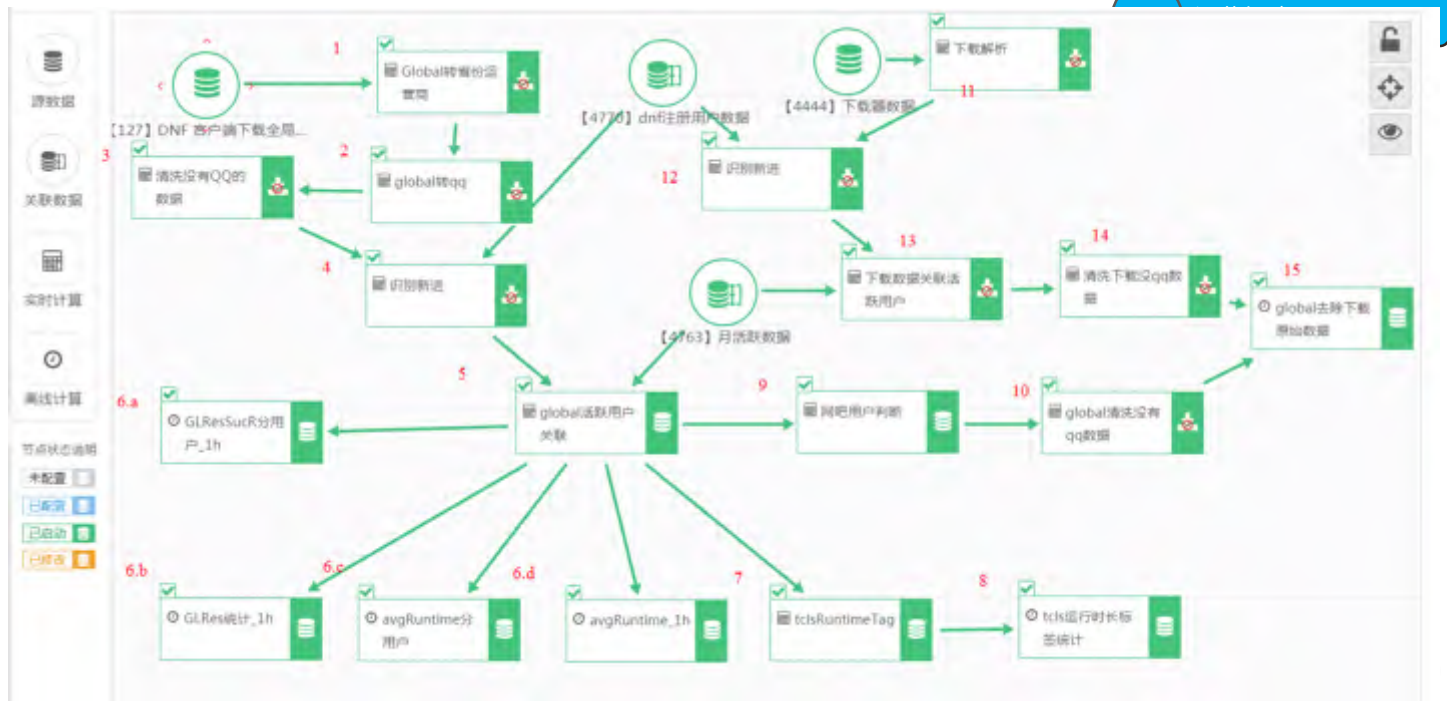 源数据
关联数据
实时计算
离线计算
节点状态说明
未配置
已配置
已启动
已修改
1
Global转省份运
营商
【127】DNF 客户端下载全局...
2
global转qq
3
清洗没有QQ的
数据
4
识别新进
【4770】dnf注册用户数据
【4444】下载器数据
下载解析
11
12
识别新进
13
下载数据关联活
跃用户
14
清洗下载没qq数
据
15
global去除下载
原始数据
【4763】月活跃数据
5
global活跃用户
关联
6.a
GLResSucR分用
户_1h
9
网吧用户判断
10
global清洗没有
qq数据
6.b
GLRes统计_1h
6.c
avgRuntime分
用户
6.d
avgRuntime_1h
7
tclsRuntimeTag
8
tcls运行时长标
签统计